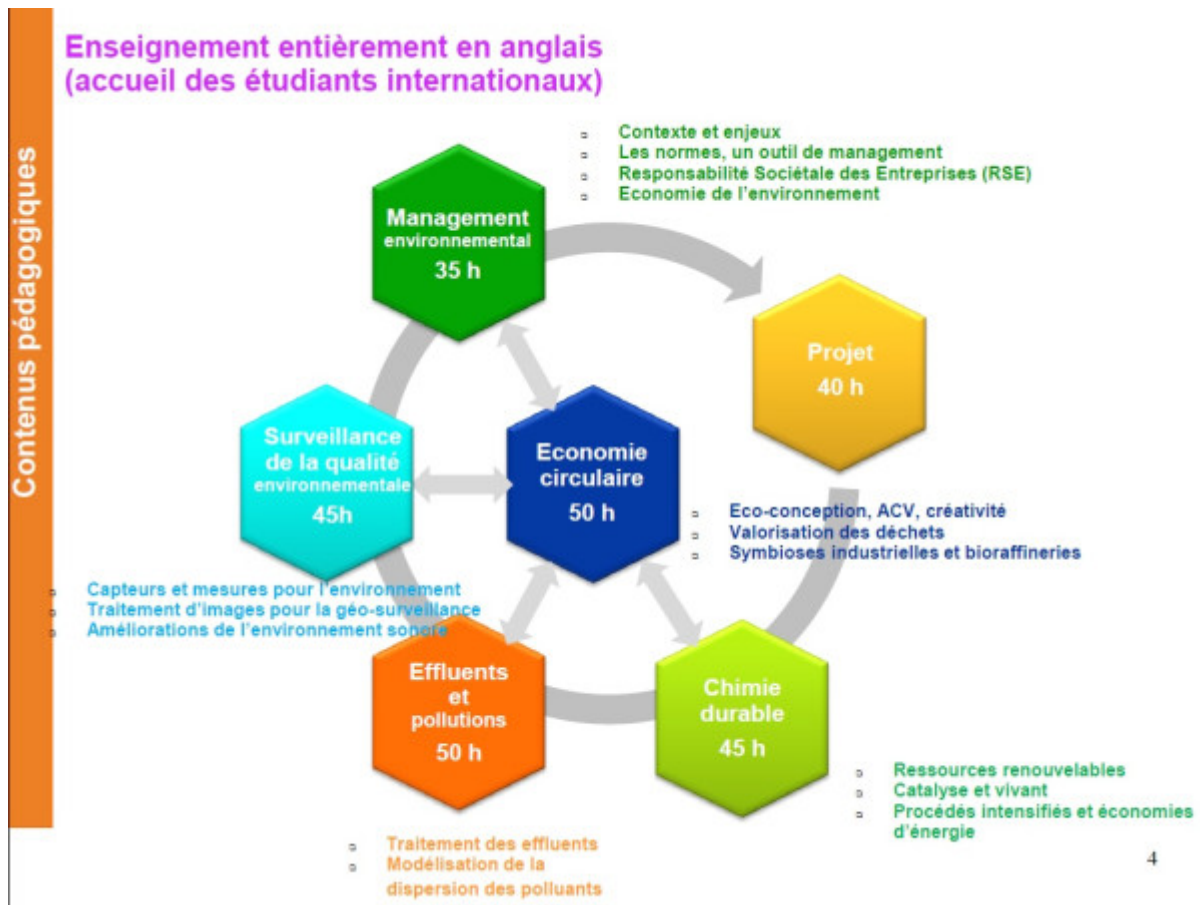 Enseignement entièrement en anglais
(accueil des étudiants internationaux)
Contenus pédagogiques
Contexte et enjeux
Les normes, un outil de management
Responsabilité Sociétale des Entreprises (RSE)
Economie de l'environnement
Management
environnemental
35 h
Projet
40 h
Surveillance
de la qualité
environnementale
45h
Economie
circulaire
50 h
Eco-conception, ACV, créativité
Valorisation des déchets
Symbioses industrielles et bioraffineries
Capteurs et mesures pour l'environnement
Traitement d'images pour la géo-surveillance
Améliorations de l'environnement sonore
Effluents
et
pollutions
50 h
Chimie
durable
45 h
Ressources renouvelables
Catalyse et vivant
Procédés intensifiés et économies
d'énergie
Traitement des effluents
Modélisation de la
dispersion des polluants
4